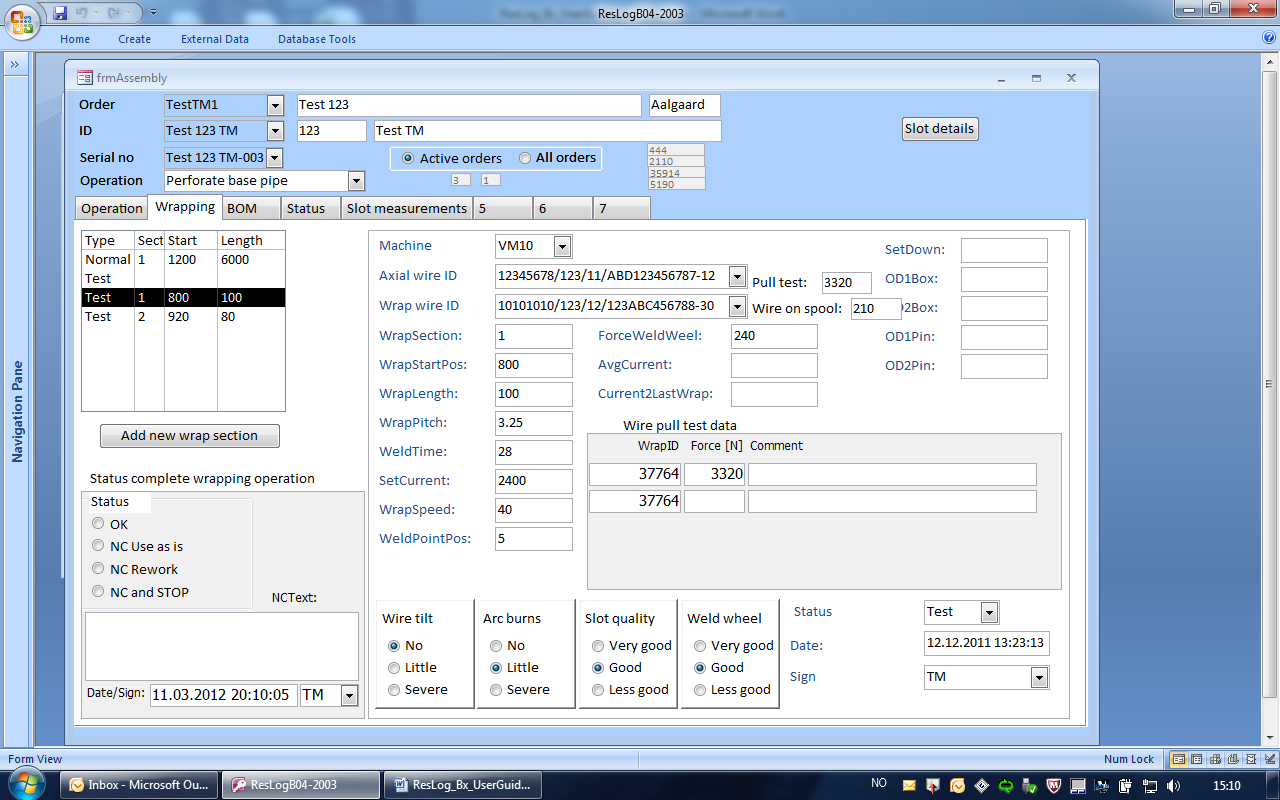 ResLogB04-2003
Home Create External Data Database Tools
frmAssembly
Order TestTM1 Test 123 Aalgaard
ID Test 123 TM 123 Test TM Slot details
Serial no Test 123 TM-003 Active orders All orders 444
2110
35914
5190
Operation Perforate base pipe 3 1
Operation Wrapping BOM Status Slot measurements 5 6 7
Type Sect Start Length
Normal 1 1200 6000
Test
Test 1 800 100
Test 2 920 80
Add new wrap section
Status complete wrapping operation
Status
OK
NC Use as is
NC Rework
NC and STOP
NCText:
Date/Sign: 11.03.2012 20:10:05 TM
Machine VM10
Axial wire ID 12345678/123/11/ABD123456787-12 Pull test: 3320
Wrap wire ID 10101010/123/12/123ABC456788-30 Wire on spool: 210
WrapSection: 1 ForceWeldWeel: 240
WrapStartPos: 800 AvgCurrent:
WrapLength: 100 Current2LastWrap:
WrapPitch: 3.25
WeldTime: 28
SetCurrent: 2400
WrapSpeed: 40
WeldPointPos: 5
SetDown:
OD1Box:
D2Box:
OD1Pin:
OD2Pin:
Wire pull test data
WrapID Force [N] Comment
37764 3320
37764
Wire tilt
No
Little
Severe
Arc burns
No
Little
Severe
Slot quality
Very good
Good
Less good
Weld wheel
Very good
Good
Less good
Status Test
Date: 12.12.2011 13:23:13
Sign TM
Navigation Pane
Form View Num Lock
Inbox - Microsoft Ou... ResLogB04-2003 ResLog_Bx_UserGuid... NO 15:10